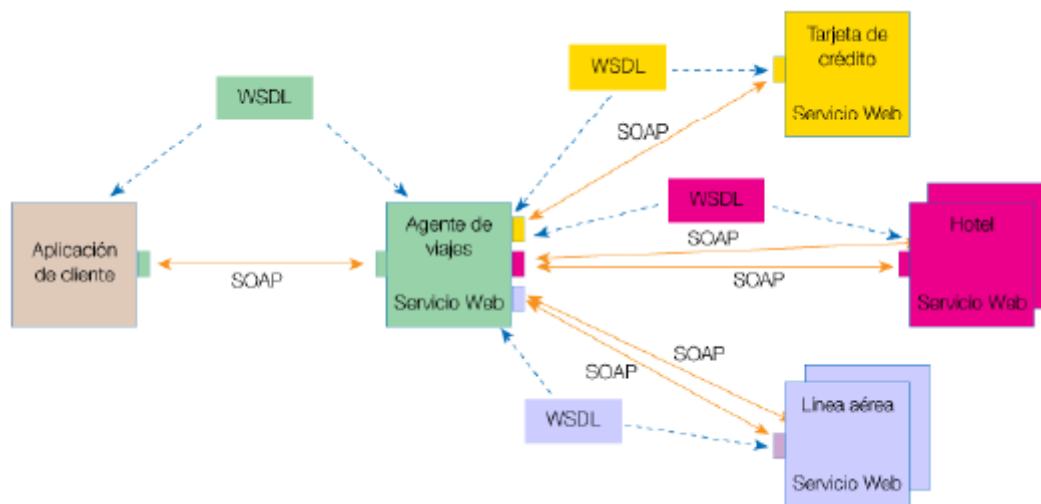 Tarjeta de
crédito
Servicio Web
WSDL
WSDL
SOAP
WSDL
Aplicación
de cliente
SOAP
Agente de
viajes
Servicio Web
SOAP
SOAP
Hotel
Servicio Web
SOAP
SOAP
WSDL
Línea aérea
Servicio Web